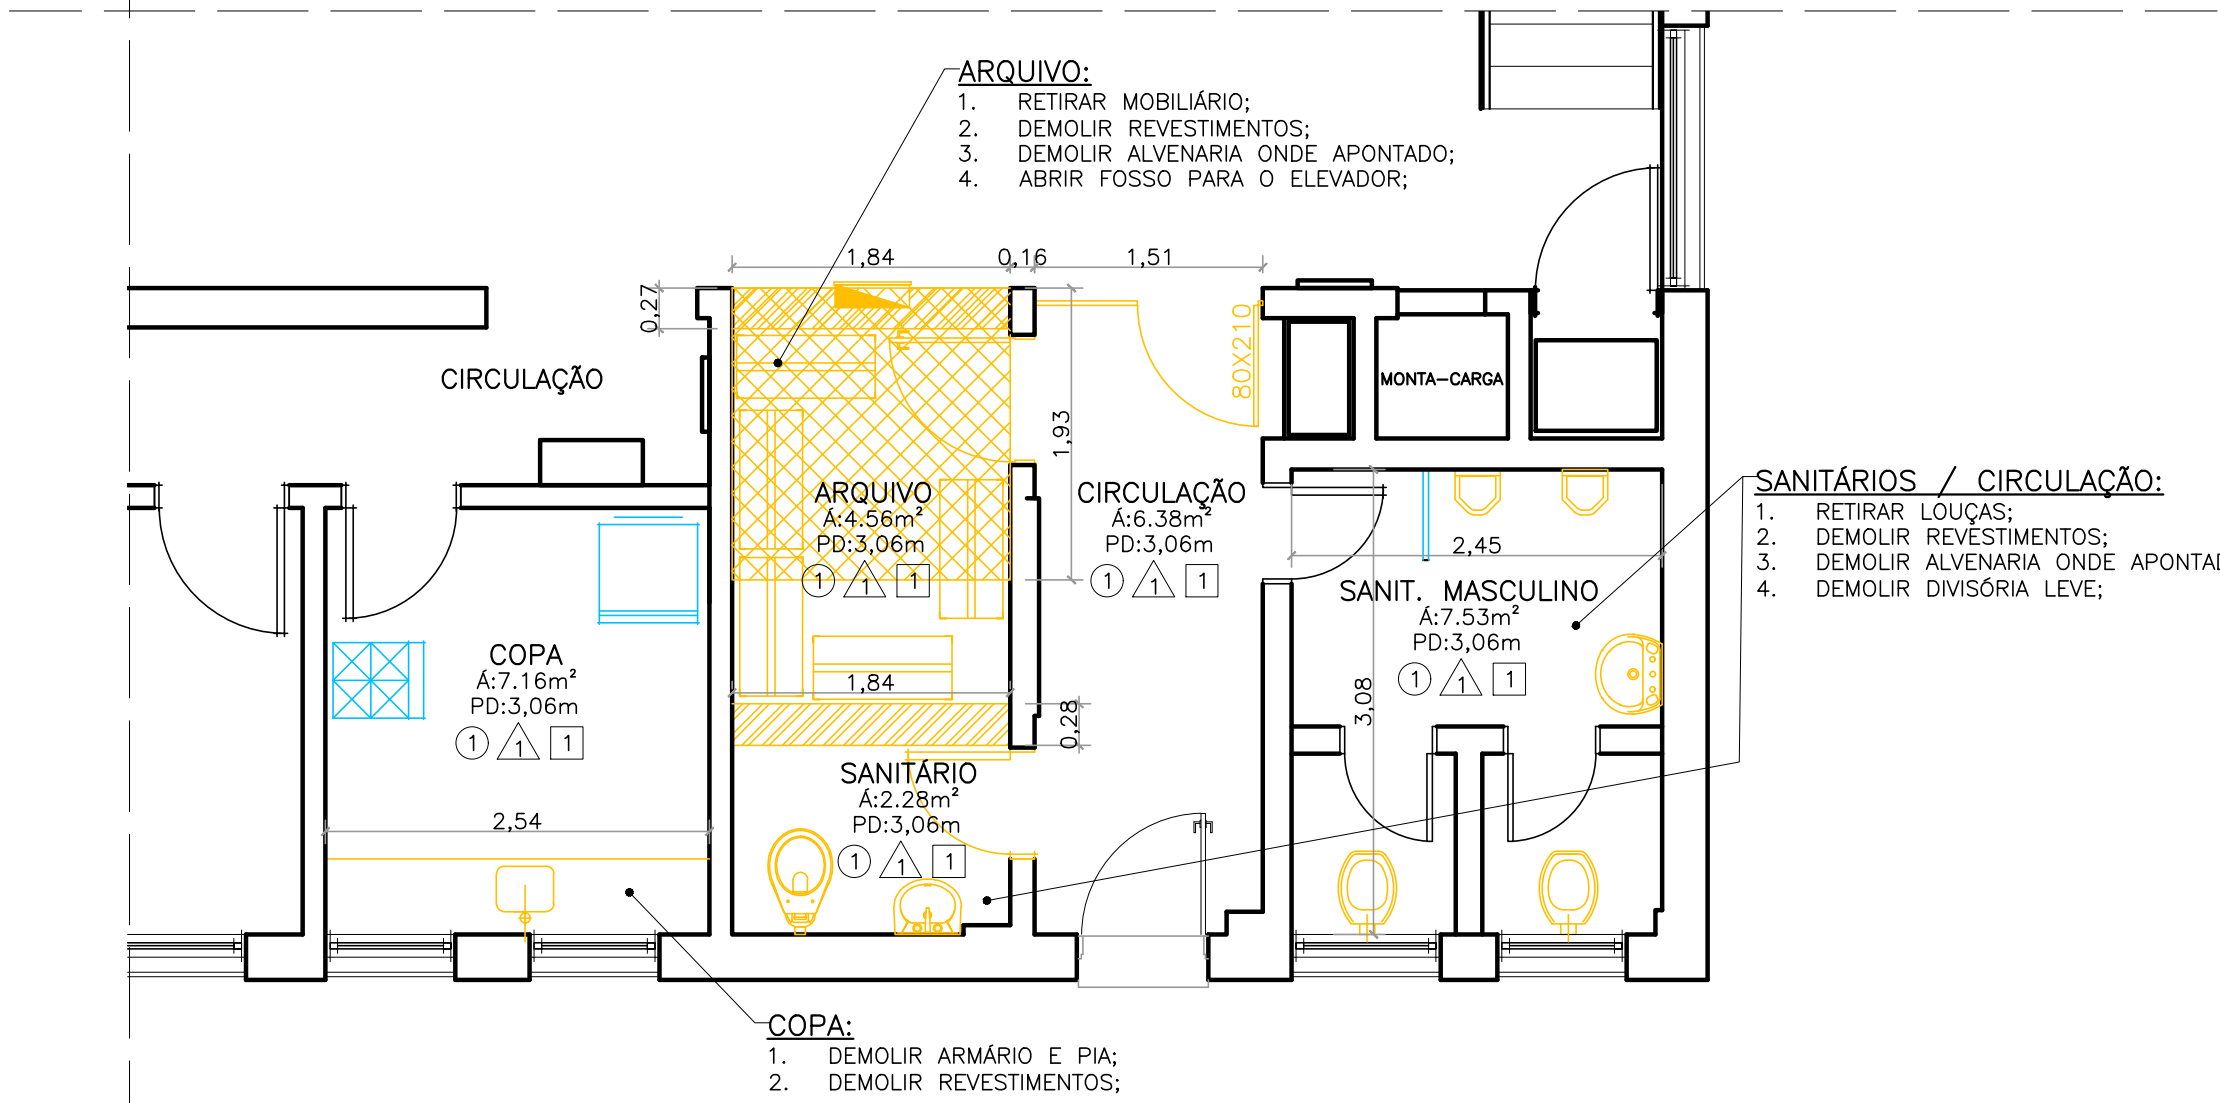 ARQUIVO:
1. RETIRAR MOBILIÁRIO;
2. DEMOLIR REVESTIMENTOS;
3. DEMOLIR ALVENARIA ONDE APONTADO;
4. ABRIR FOSSO PARA O ELEVADOR;
1,84
0,16
1,51
0,27
80X210
CIRCULAÇÃO
MONTA-CARGA
1,93
ARQUIVO
Á:4.56m²
PD:3,06m
1 1 1
CIRCULAÇÃO
Á:6.38m²
PD:3,06m
1 1 1
SANITÁRIOS / CIRCULAÇÃO:
1. RETIRAR LOUÇAS;
2. DEMOLIR REVESTIMENTOS;
3. DEMOLIR ALVENARIA ONDE
4. DEMOLIR DIVISÓRIA LEVE;
2,45
SANIT. MASCULINO
Á:7.53m²
PD:3,06m
1 1 1
COPA
Á:7.16m²
PD:3,06m
1 1 1
1,84
3,08
0,28
SANITÁRIO
Á:2.28m²
PD:3,06m
1 1 1
2,54
COPA:
1. DEMOLIR ARMÁRIO E PIA;
2. DEMOLIR REVESTIMENTOS;